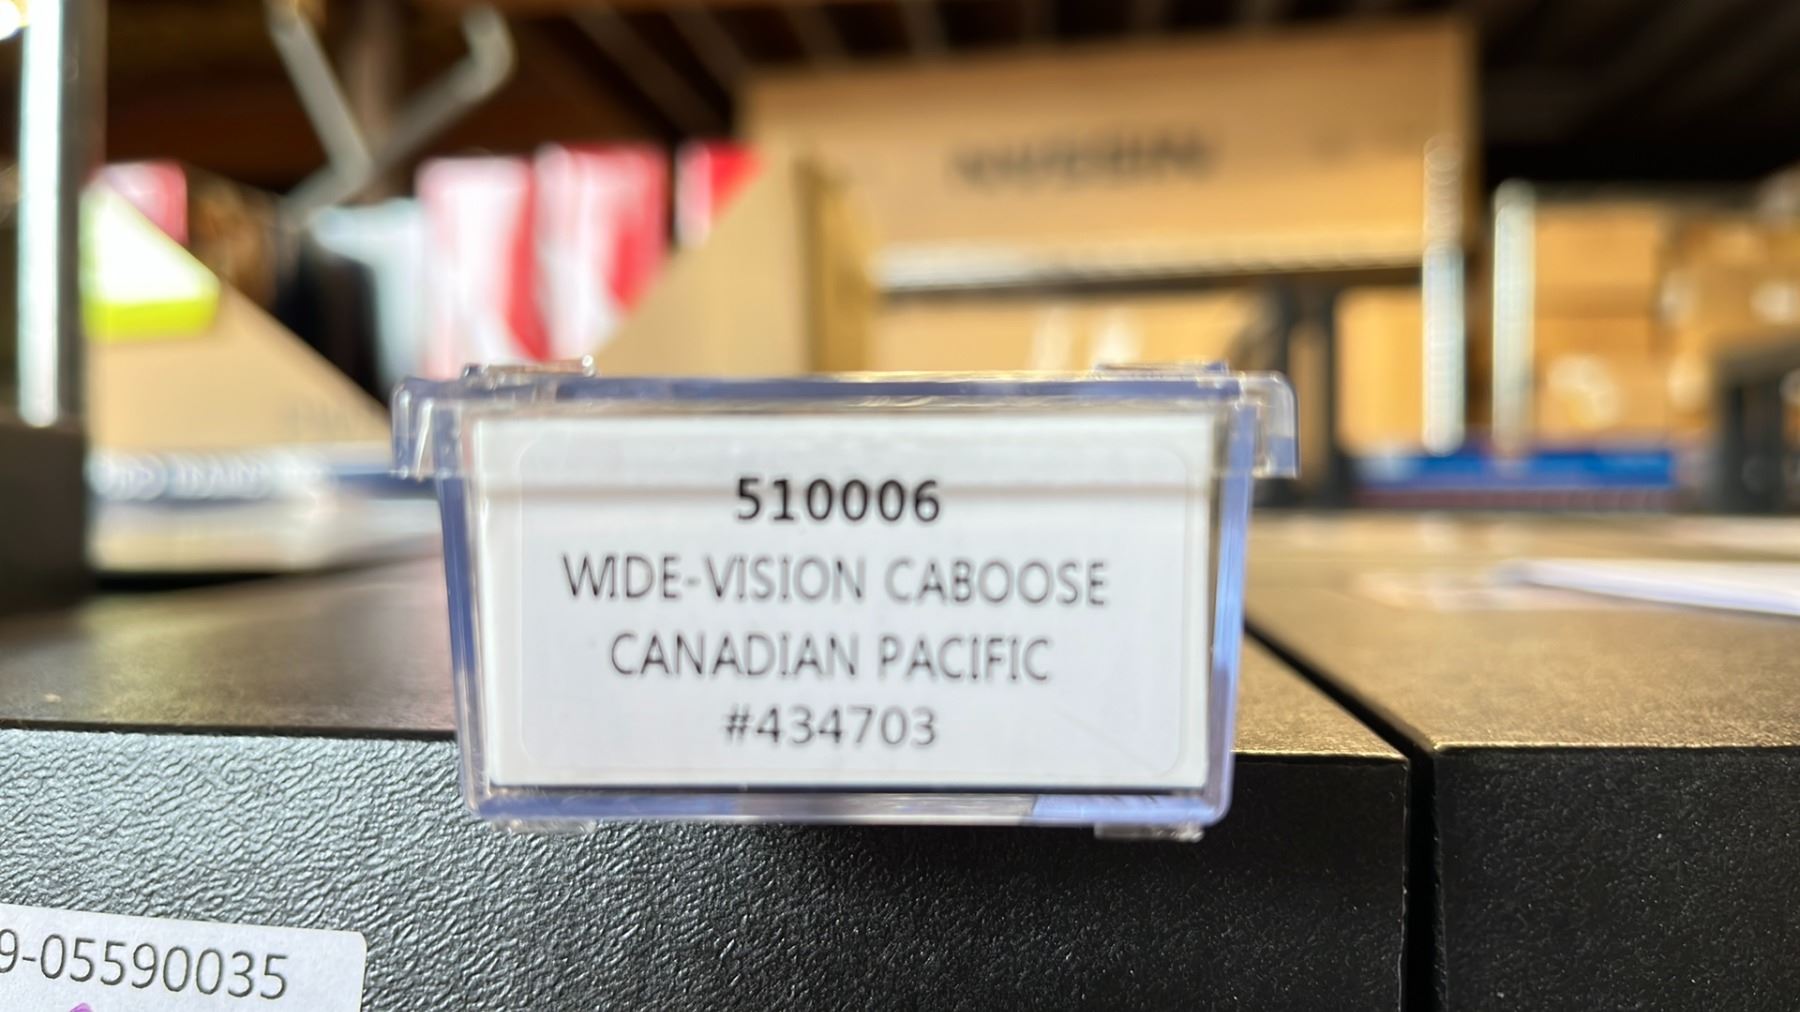 510006
WIDE-VISION CABOOSE
CANADIAN PACIFIC
#434703
9-05590035